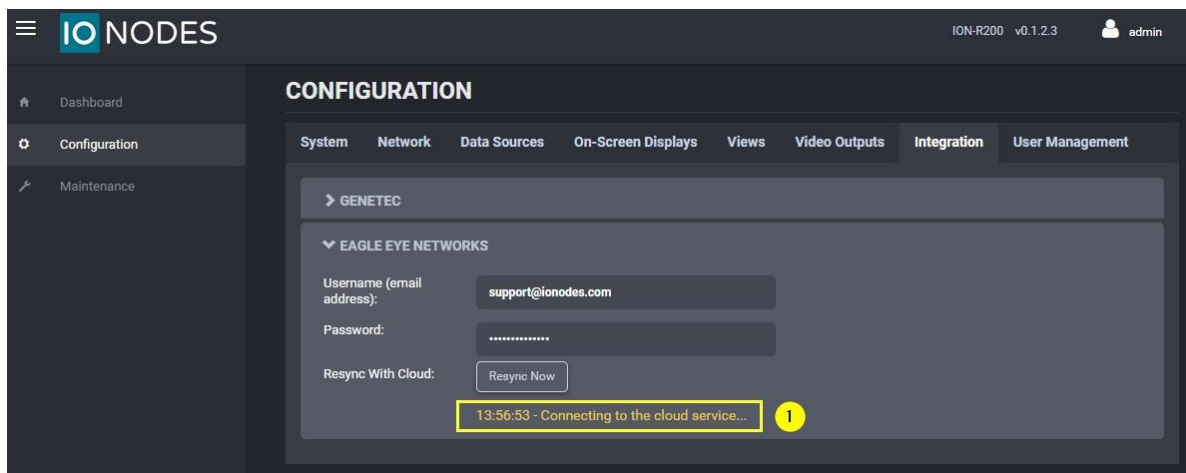 IONODES
ION-R200 v0.1.2.3 admin
Dashboard
Configuration
Maintenance
CONFIGURATION
System Network Data Sources On-Screen Displays Views Video Outputs Integration User Management
GENETEC
EAGLE EYE NETWORKS
Username (email
address):
support@ionodes.com
Password:
••••••••••••••
Resync With Cloud:
Resync Now
13:56:53 - Connecting to the cloud service...
1